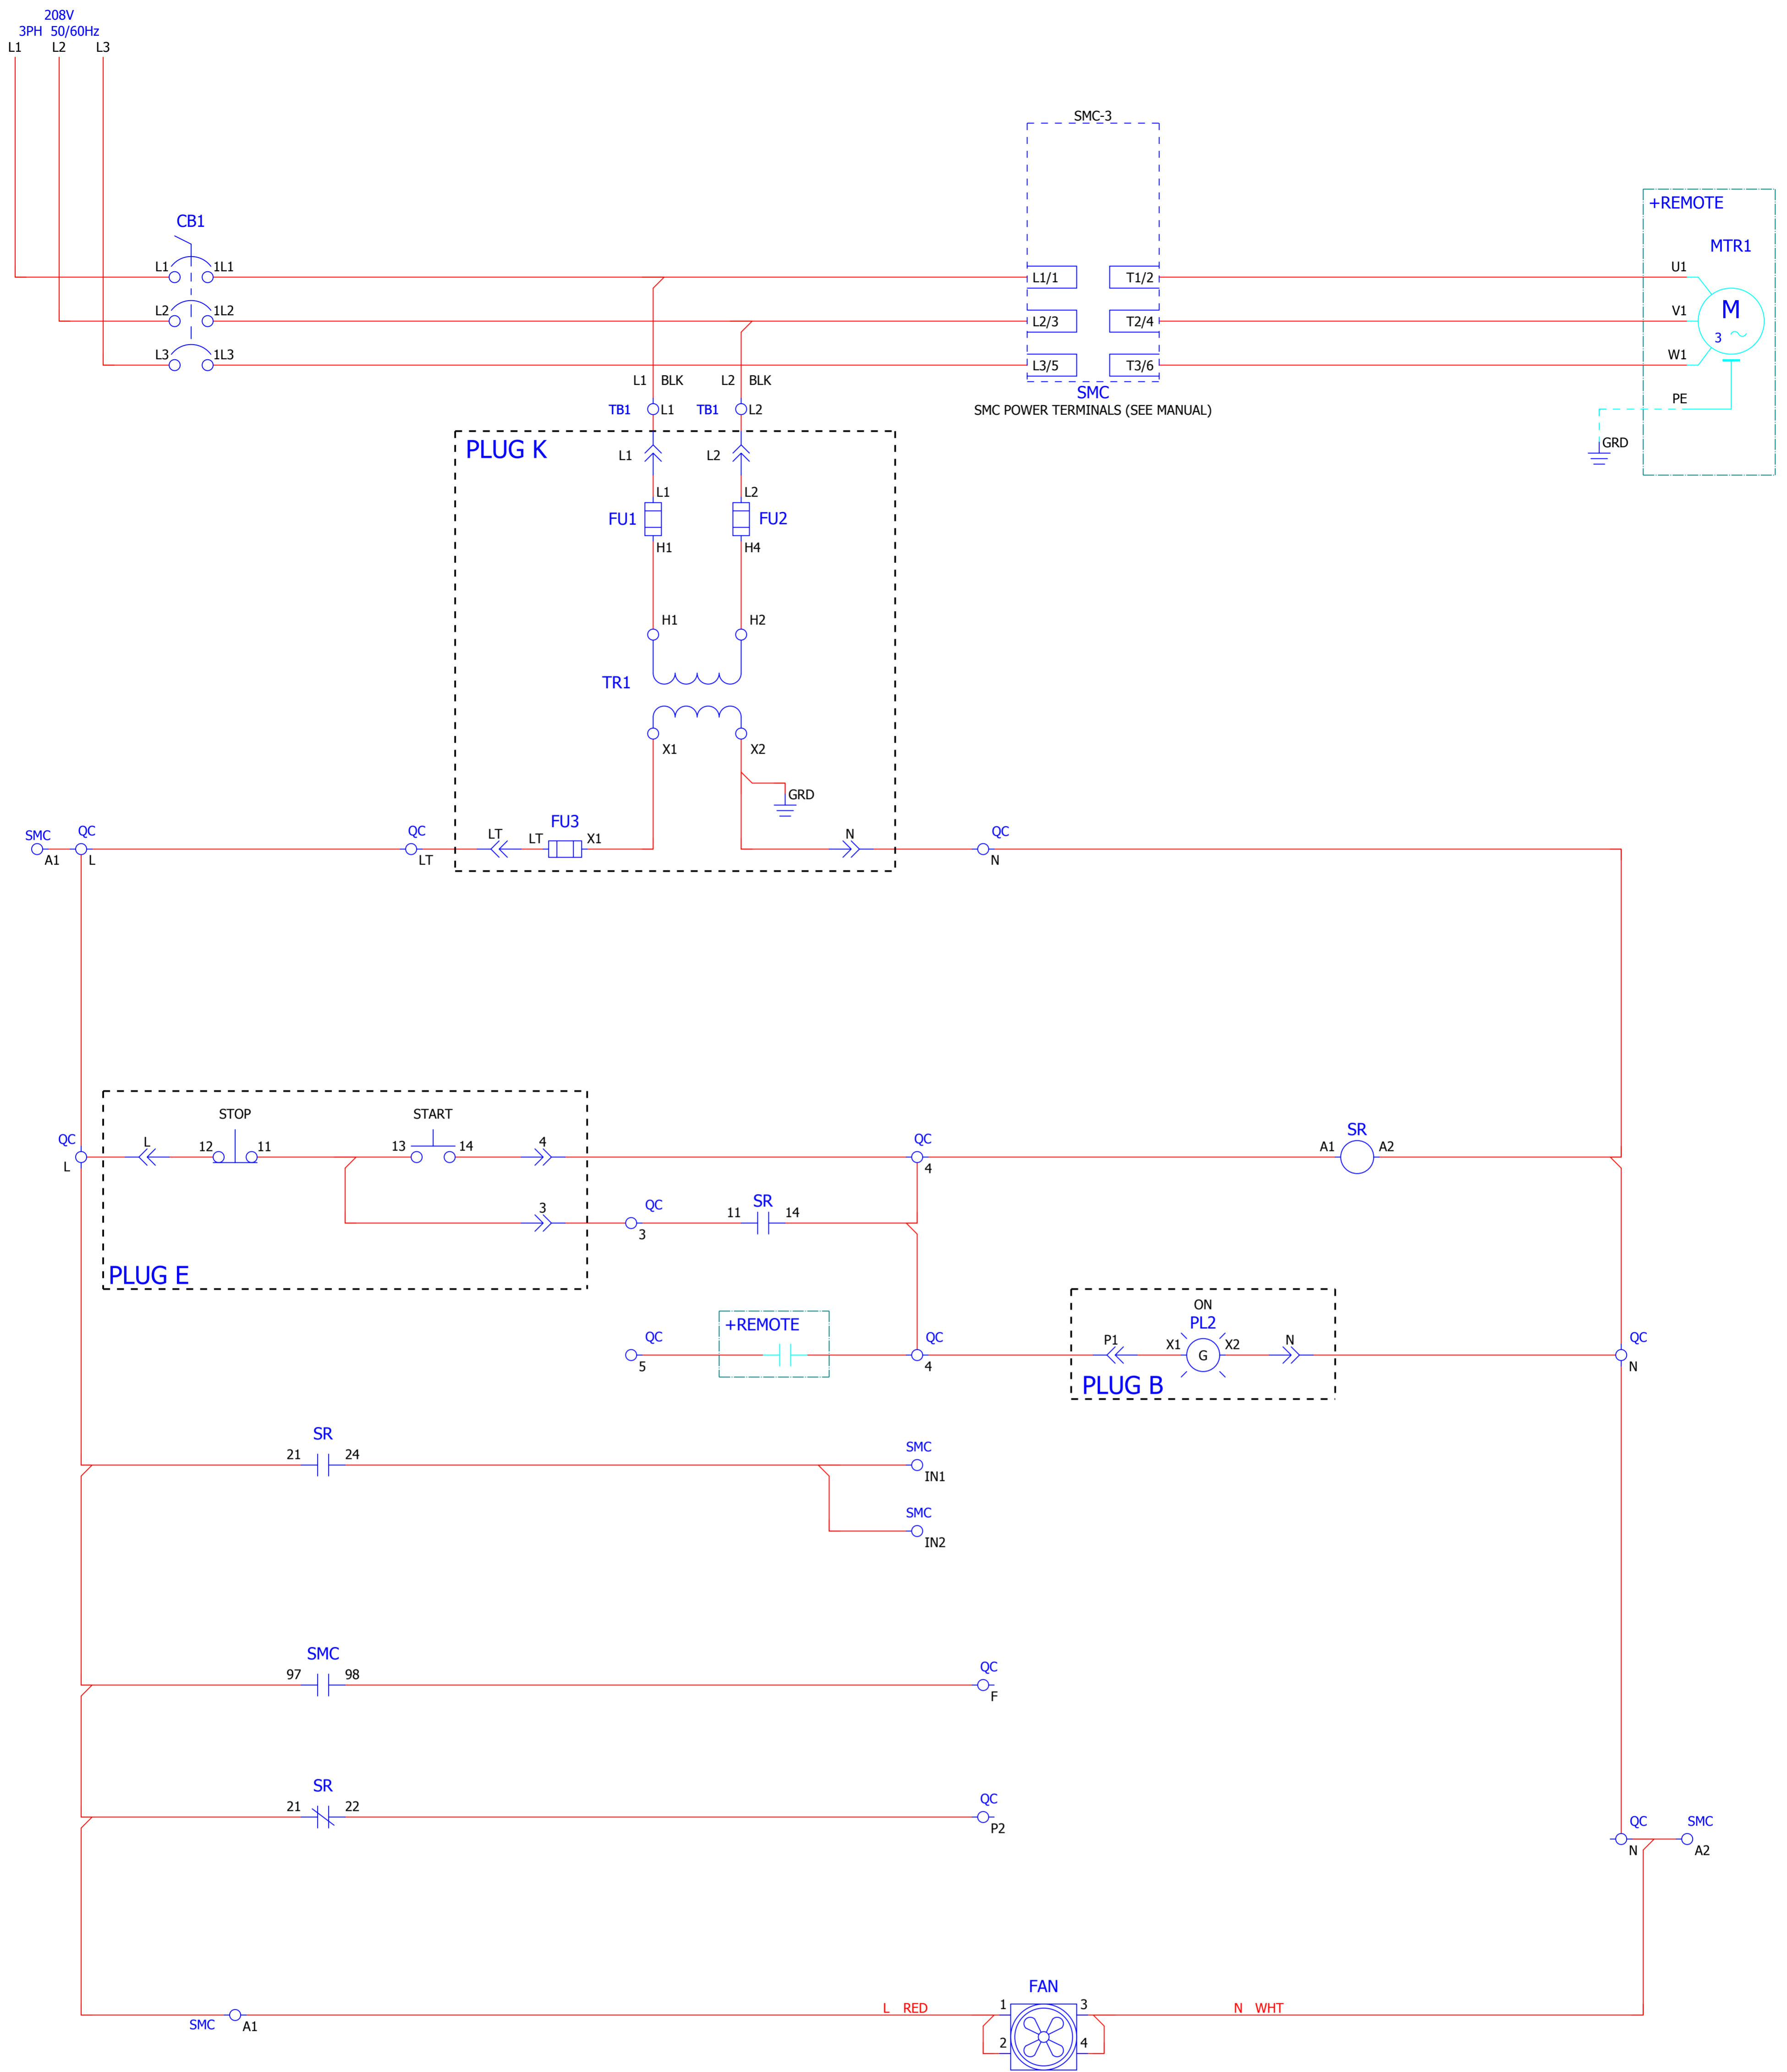 208V
3PH 50/60Hz
L1 L2 L3
SMC-3
+REMOTE
CB1
MTR1
L1 1L1 L1/1 T1/2 U1
L2 1L2 L2/3 T2/4 V1
M
3
L3 1L3 L3/5 T3/6 W1
L1 BLK L2 BLK
SMC
PE
TB1 L1 TB1 L2
SMC POWER TERMINALS (SEE MANUAL)
GRD
PLUG K
L1 L2
L1 L2
FU1 FU2
H1 H4
H1 H2
TR1
X1 X2
GRD
FU3
SMC QC QC LT LT X1 N QC
A1 L LT N
STOP START
QC L 12 11 13 14 4 QC A1 SR A2
L 4
3 QC 11 SR 14
3
PLUG E
ON
+REMOTE
PL2
QC QC P1 X1 G X2 N QC
5 4 N
PLUG B
SR
21 24 SMC
IN1
SMC
IN2
SMC
97 98 QC
F
SR
21 22 QC
P2
QC SMC
N A2
FAN
L RED 1 3 N WHT
SMC A1
2 4